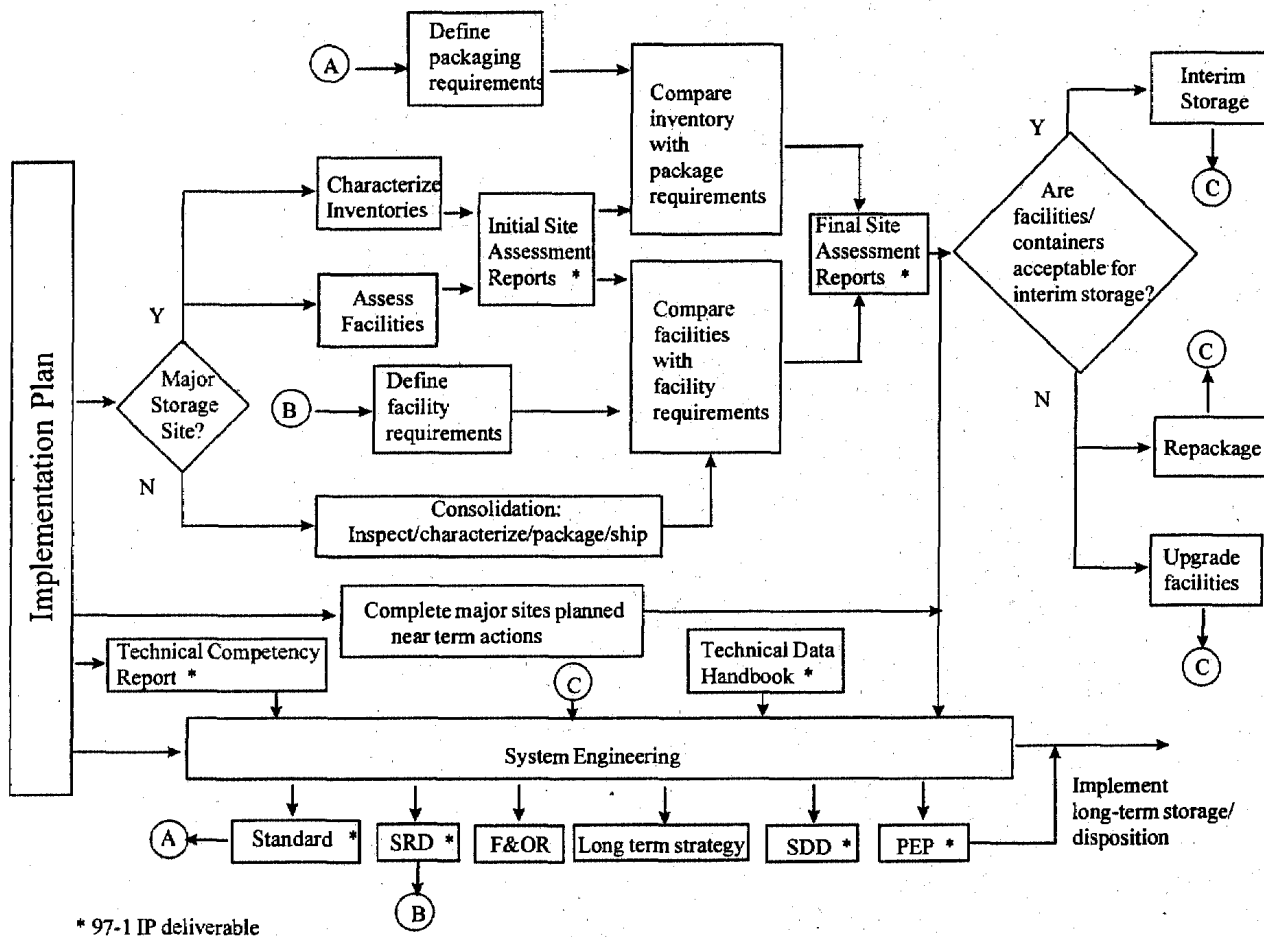 Define
packaging
requirements
A
Compare
inventory
with
package
requirements
Interim
Storage
Y
C
Characterize
Inventories
Initial Site
Assessment
Reports *
Final Site
Assessment
Reports *
Are
facilities/
containers
acceptable for
interim storage?
Assess
Facilities
Y
Compare
facilities
with
facility
requirements
C
Implementation Plan
Major
Storage
Site?
B
Define
facility
requirements
N
Repackage
N
Consolidation:
Inspect/characterize/package/ship
Upgrade
facilities
Complete major sites planned
near term actions
Technical Competency
Report *
Technical Data
Handbook *
C
C
System Engineering
Implement
long-term storage/
disposition
A
Standard *
SRD *
F&OR
Long term strategy
SDD *
PEP *
B
* 97-1 IP deliverable